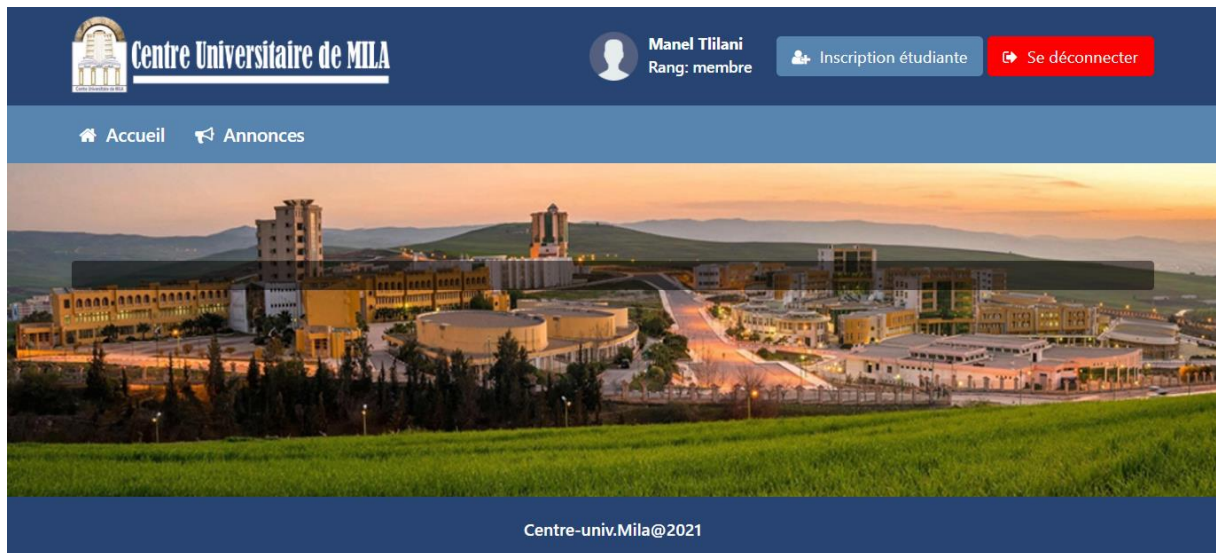 Centre Universitaire de MILA
Manel Tlilani
Rang: membre
Inscription étudiante
Se déconnecter
Accueil
Annonces
Centre-univ.Mila@2021